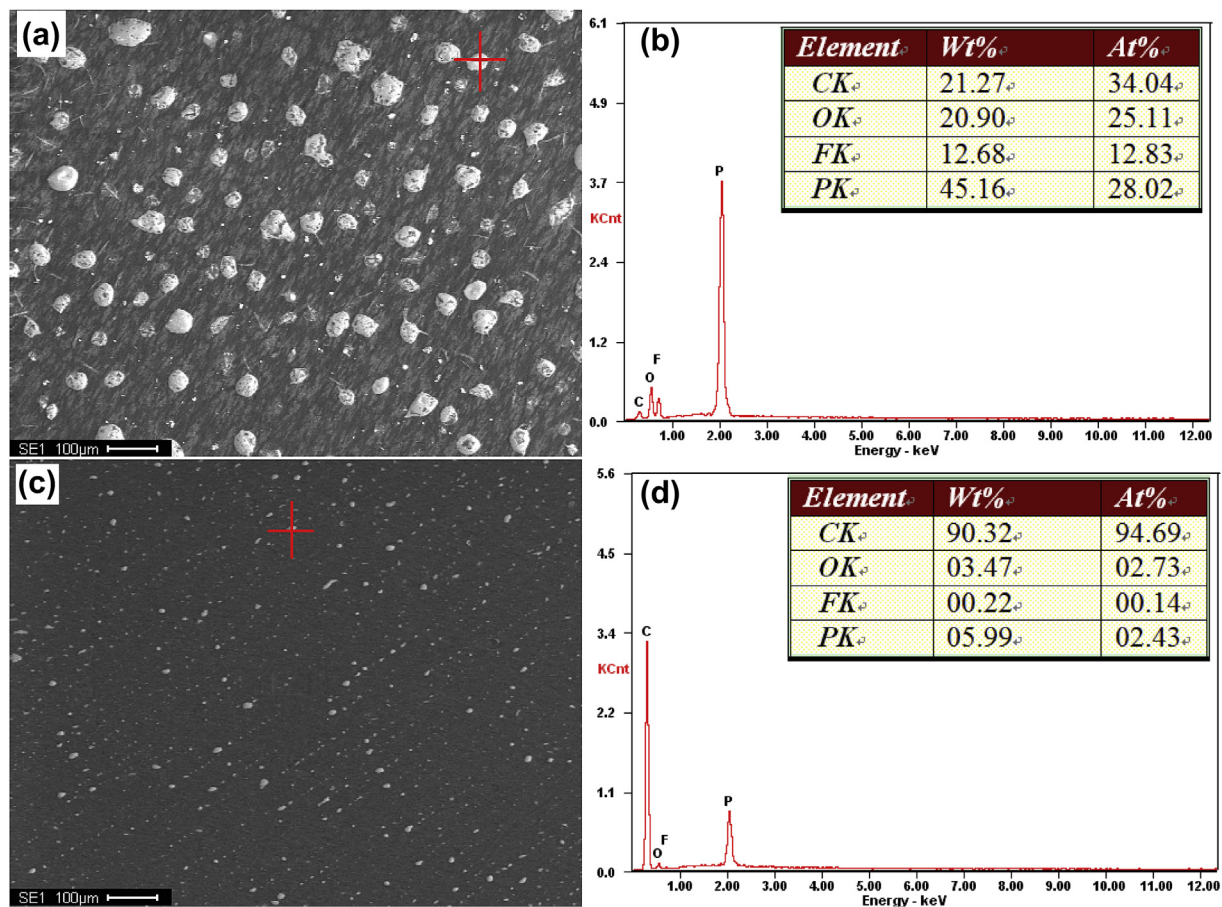 (a)
SE1 100µm
(b)
6.1
4.9
3.7
KCnt
2.4
1.2
0.0
Element Wt% At%
CK 21.27 34.04
OK 20.90 25.11
FK 12.68 12.83
PK 45.16 28.02
P
F
O
C
1.00 2.00 3.00 4.00 5.00 6.00 7.00 8.00 9.00 10.00 11.00 12.00
Energy - keV
(c)
SE1 100µm
(d)
5.6
4.5
3.4
KCnt
2.2
1.1
0.0
Element Wt% At%
CK 90.32 94.69
OK 03.47 02.73
FK 00.22 00.14
PK 05.99 02.43
C
P
F
O
1.00 2.00 3.00 4.00 5.00 6.00 7.00 8.00 9.00 10.00 11.00 12.00
Energy - keV